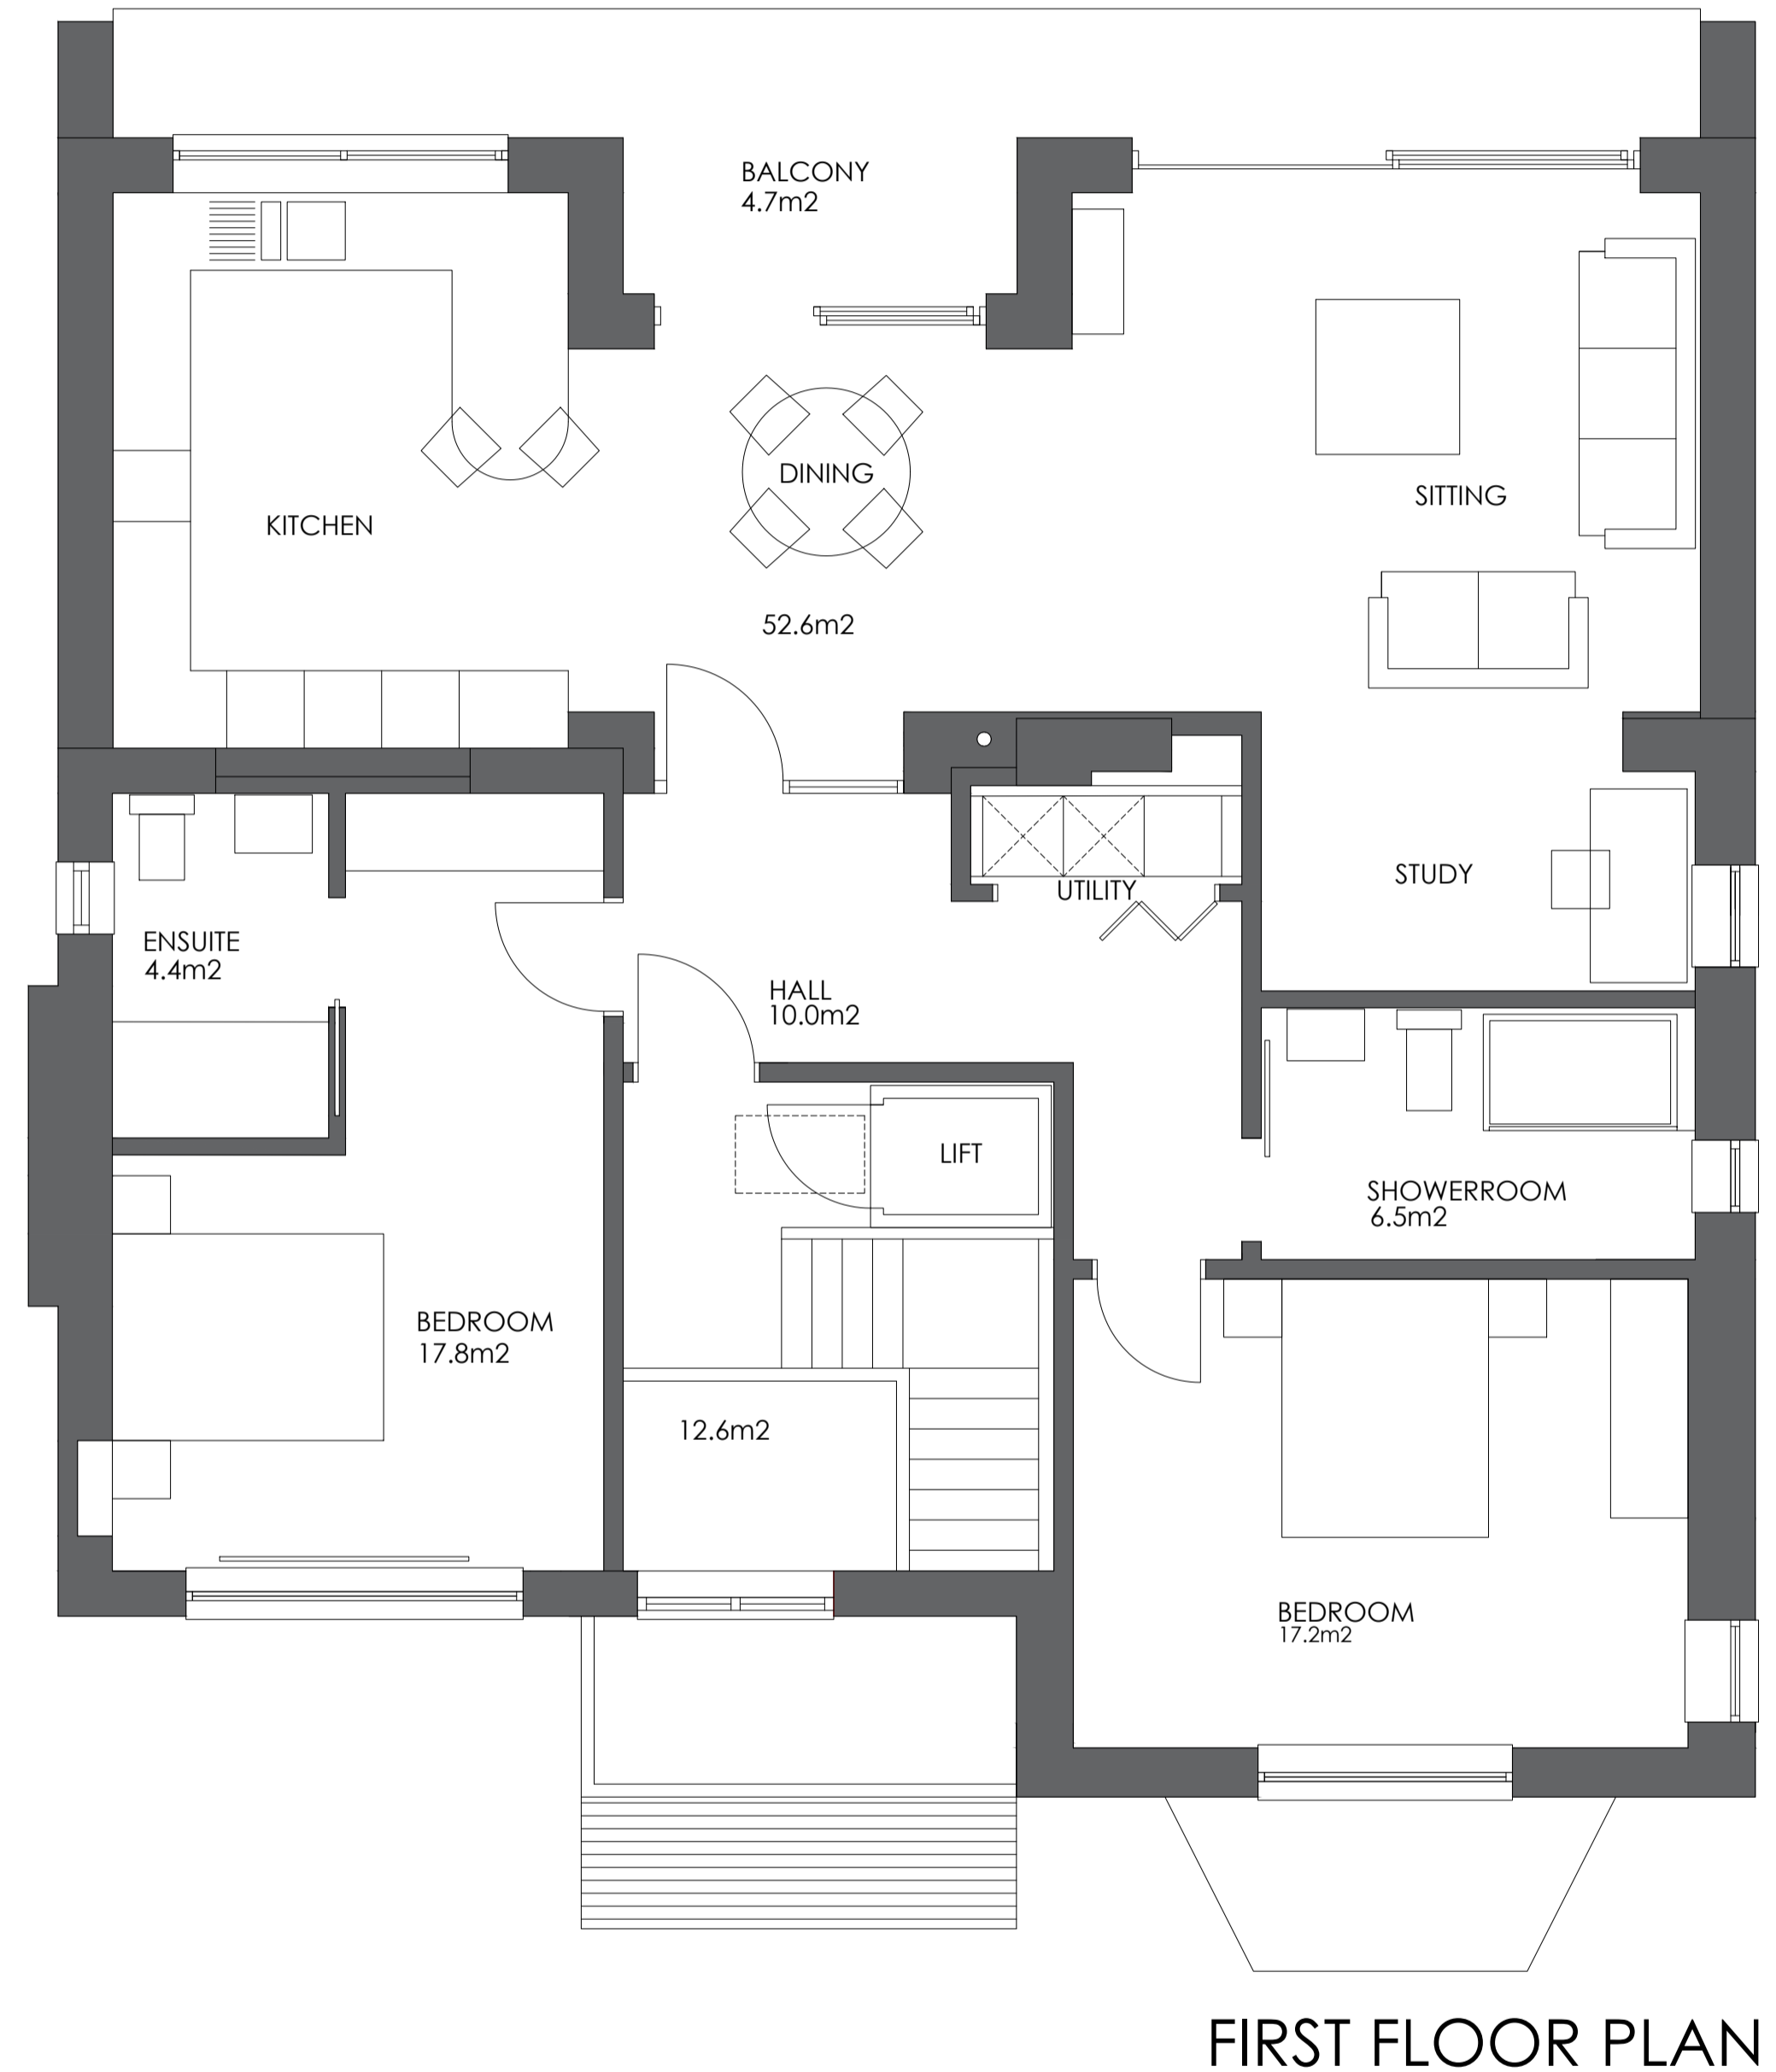 BALCONY
4.7m2
DINING
SITTING
KITCHEN
52.6m2
STUDY
UTILITY
ENSUITE
4.4m2
HALL
10.0m2
LIFT
SHOWERROOM
6.5m2
BEDROOM
17.8m2
12.6m2
BEDROOM
17.2m2
FIRST FLOOR PLAN